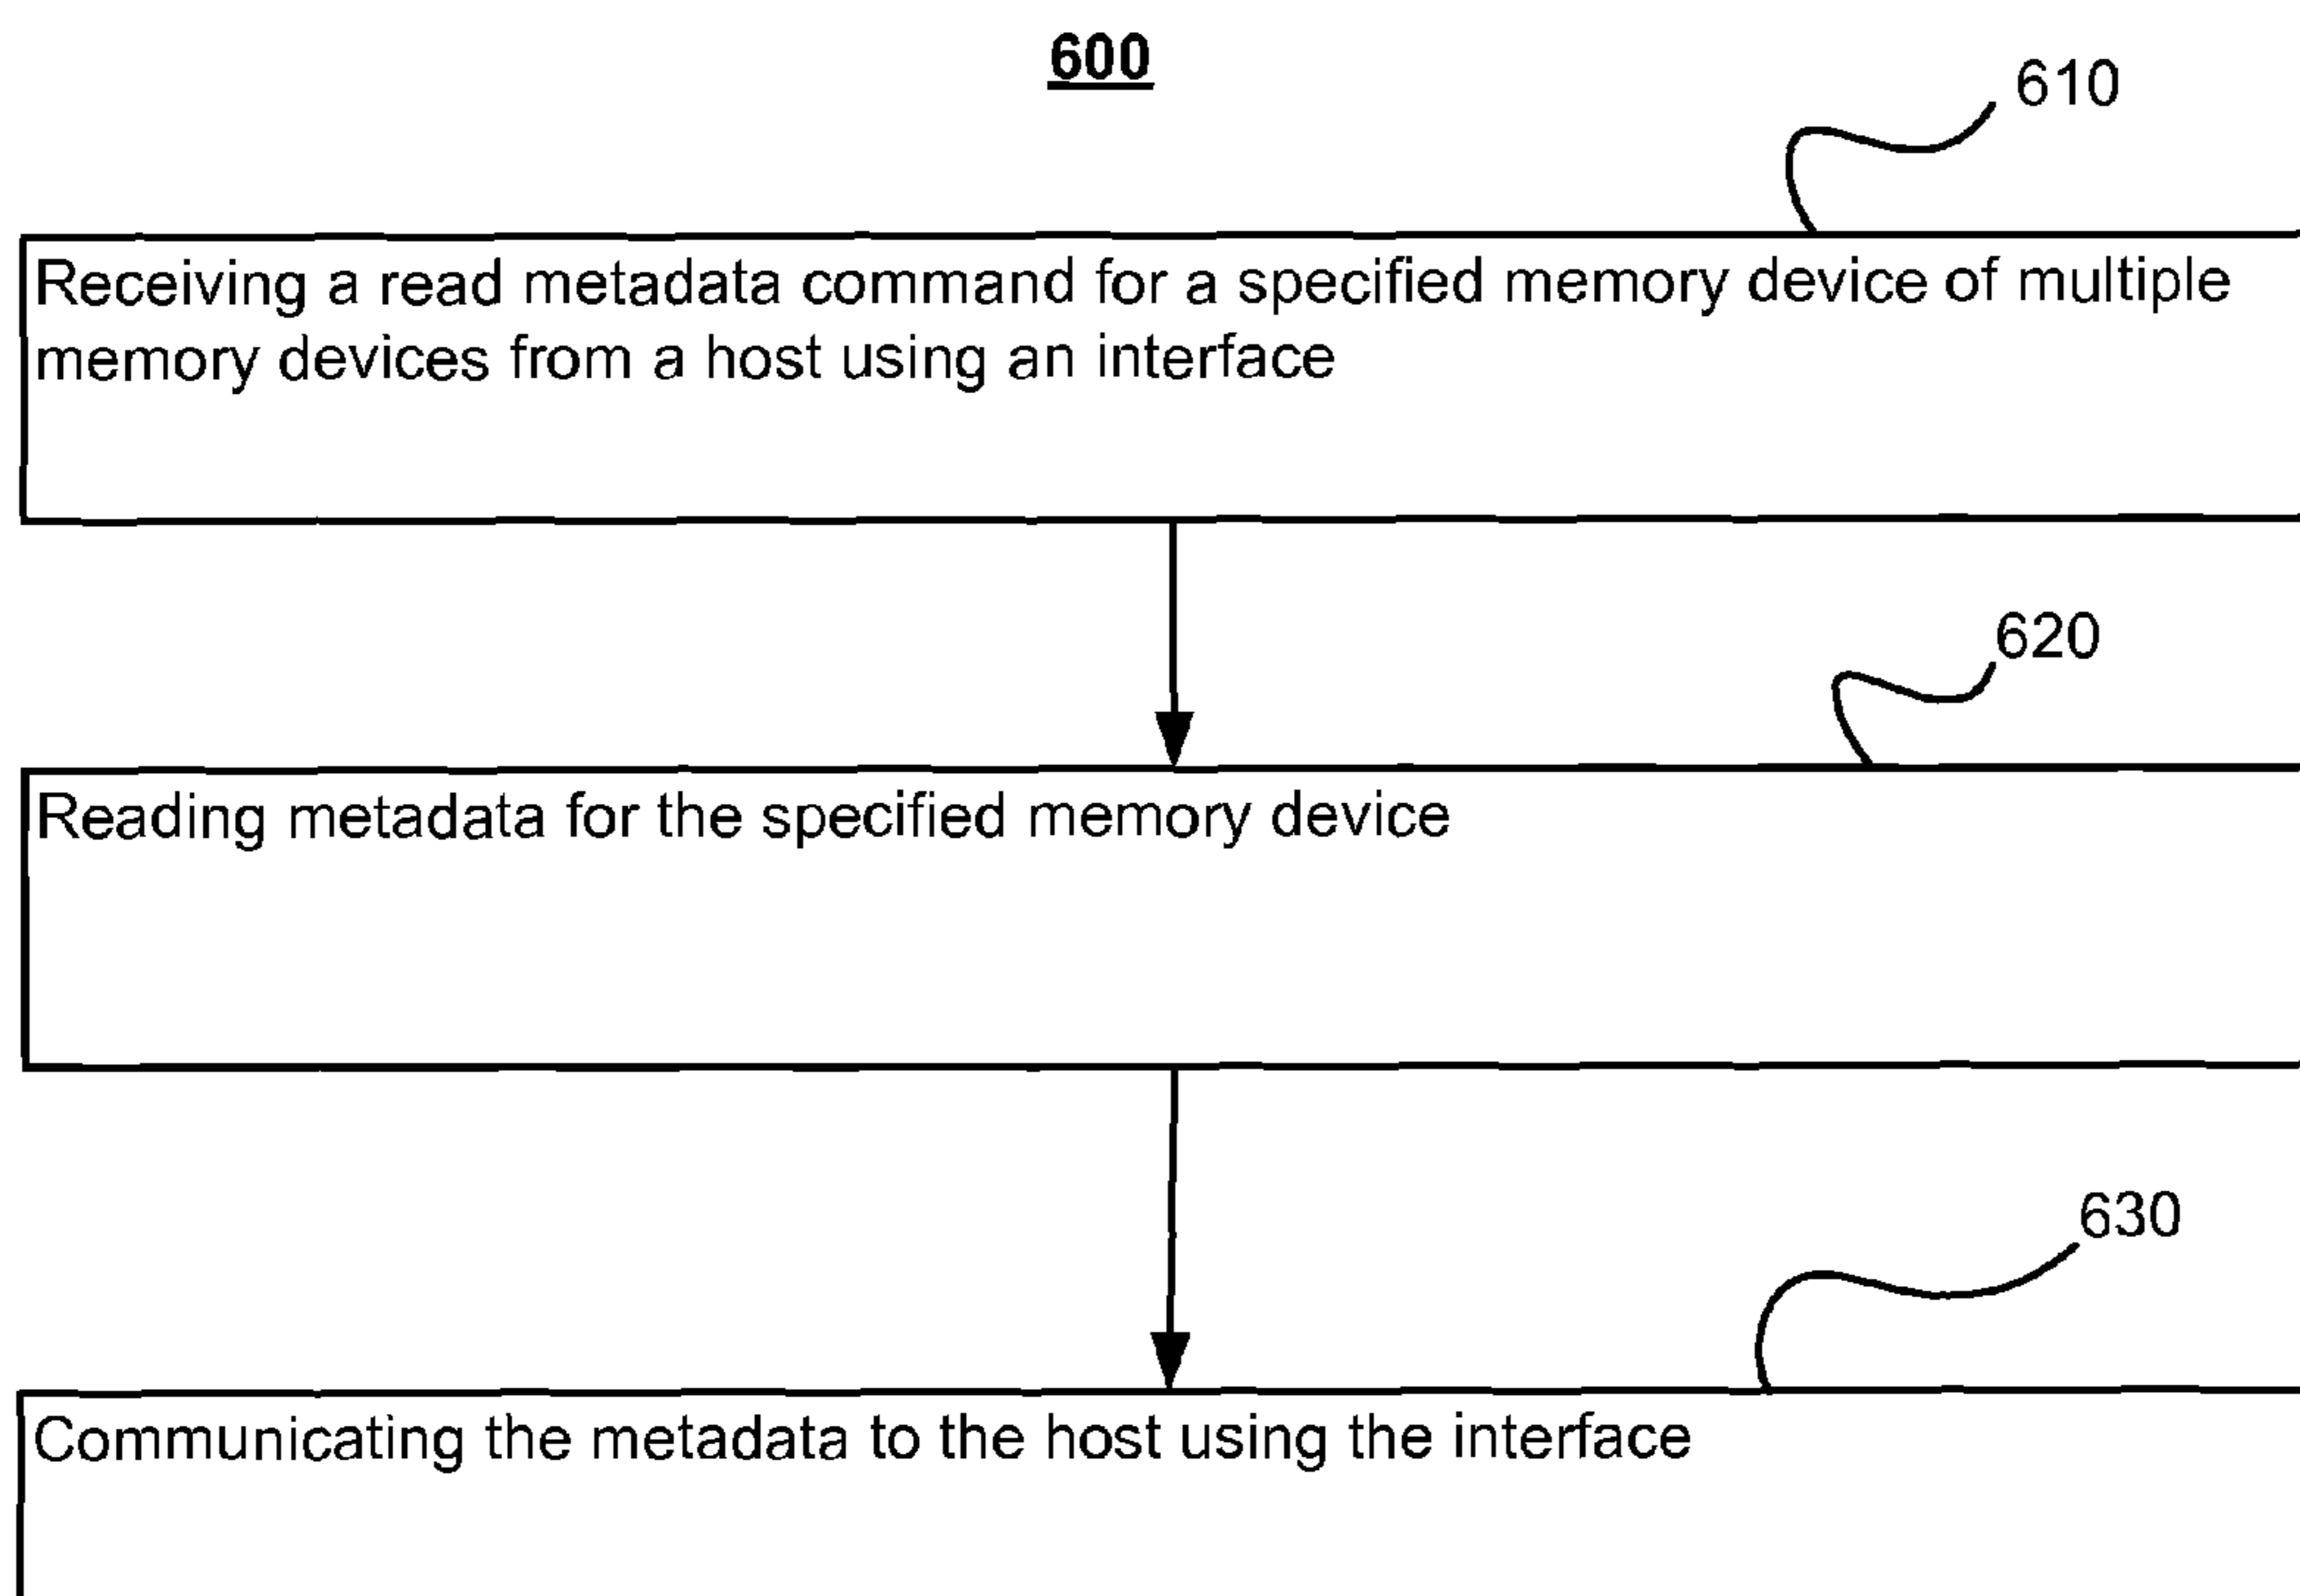 600
610
Receiving a read metadata command for a specified memory device of multiple
memory devices from a host using an interface
620
Reading metadata for the specified memory device
630
Communicating the metadata to the host using the interface